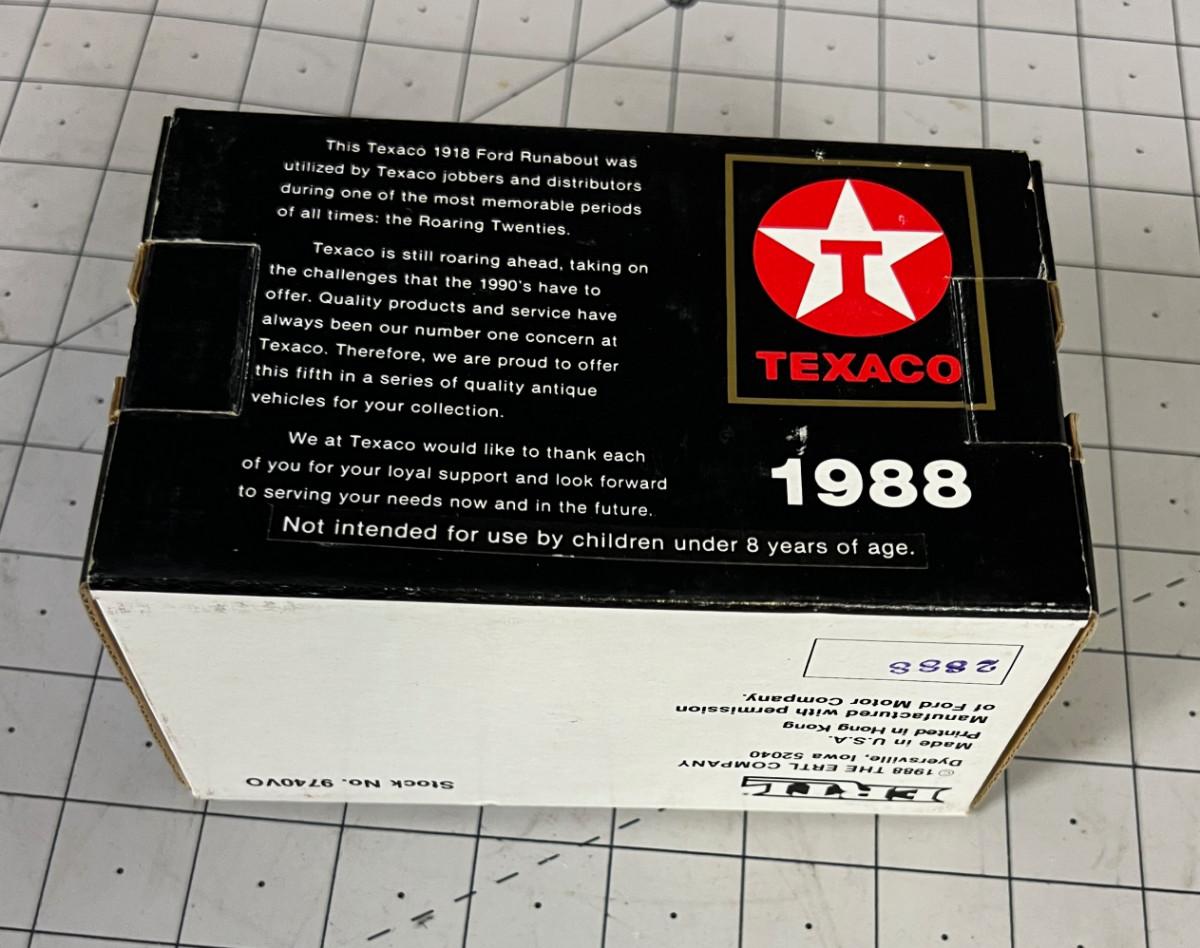 This Texaco 1918 Ford Runabout was
utilized by Texaco jobbers and distributors
during one of the most memorable periods
of all times: the Roaring Twenties.
Texaco is still roaring ahead, taking on
the challenges that the 1990's have to
offer. Quality products and service have
always been our number one concern at
Texaco. Therefore, we are proud to offer
this fifth in a series of quality antique
vehicles for your collection.
We at Texaco would like to thank each
of you for your loyal support and look forward
to serving your needs now and in the future.
Not intended for use by children under 8 years of age.
T
TEXACO
1988
ERTL
© 1988 THE ERTL COMPANY
Dyersville, Iowa 52040
Made in U.S.A.
Printed in Hong Kong
Manufactured with permission
of Ford Motor Company.
Stock No. 9740VO